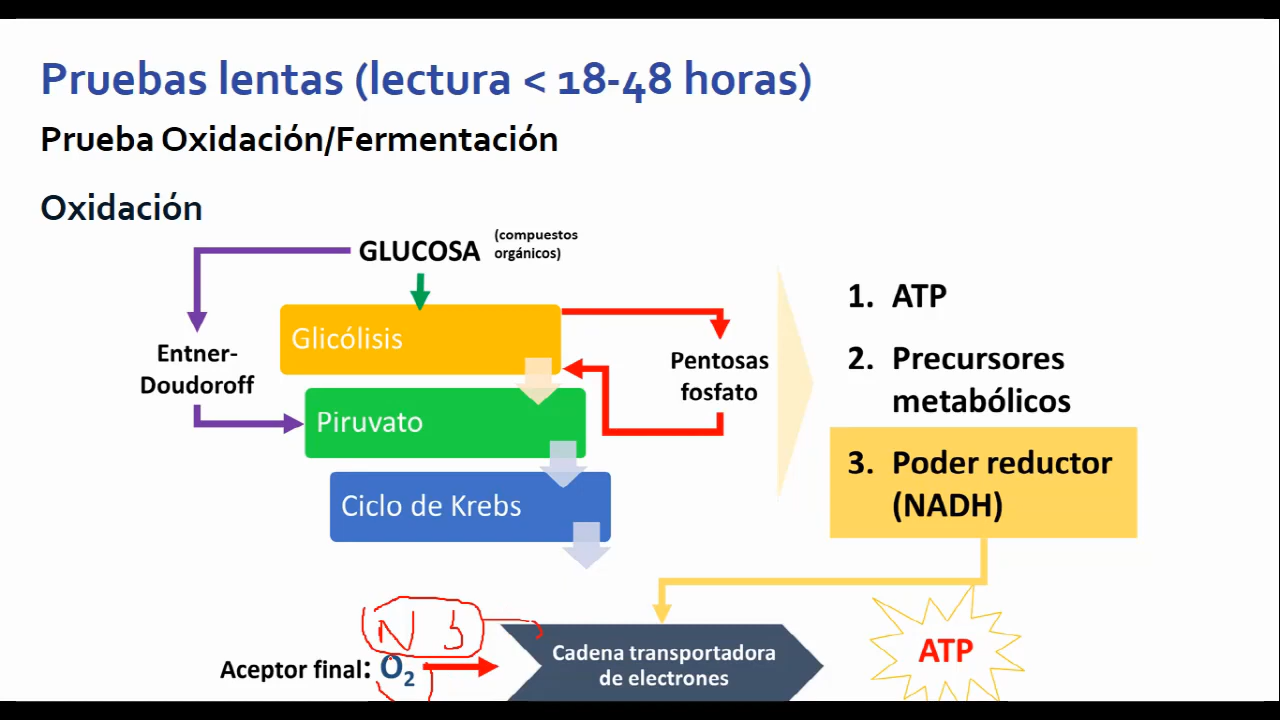 Pruebas lentas (lectura < 18-48 horas)
Prueba Oxidación/Fermentación
Oxidación
GLUCOSA (compuestos
orgánicos)
Glicólisis
Entner-
Doudoroff
Pentosas
fosfato
Piruvato
Ciclo de Krebs
1. ATP
2. Precursores
metabólicos
3. Poder reductor
(NADH)
Aceptor final: O₂
Cadena transportadora
de electrones
ATP